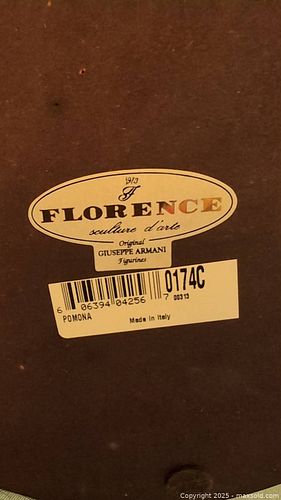 1973
FLORENCE
sculture d'arte
Original
GIUSEPPE ARMANI
Figurines
0174C
6 06394 04256 7 00313
POMONA Made in Italy
Copyright 2025 - maxsold.com